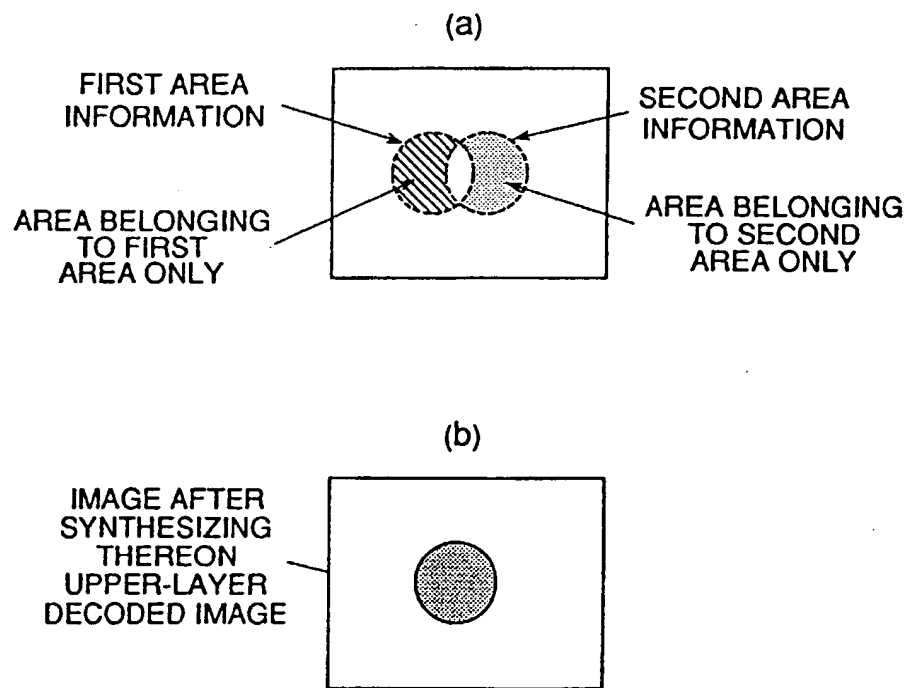 (a)
FIRST AREA
INFORMATION
SECOND AREA
INFORMATION
AREA BELONGING
TO FIRST
AREA ONLY
AREA BELONGING
TO SECOND
AREA ONLY
(b)
IMAGE AFTER
SYNTHESIZING
THEREON
UPPER-LAYER
DECODED IMAGE